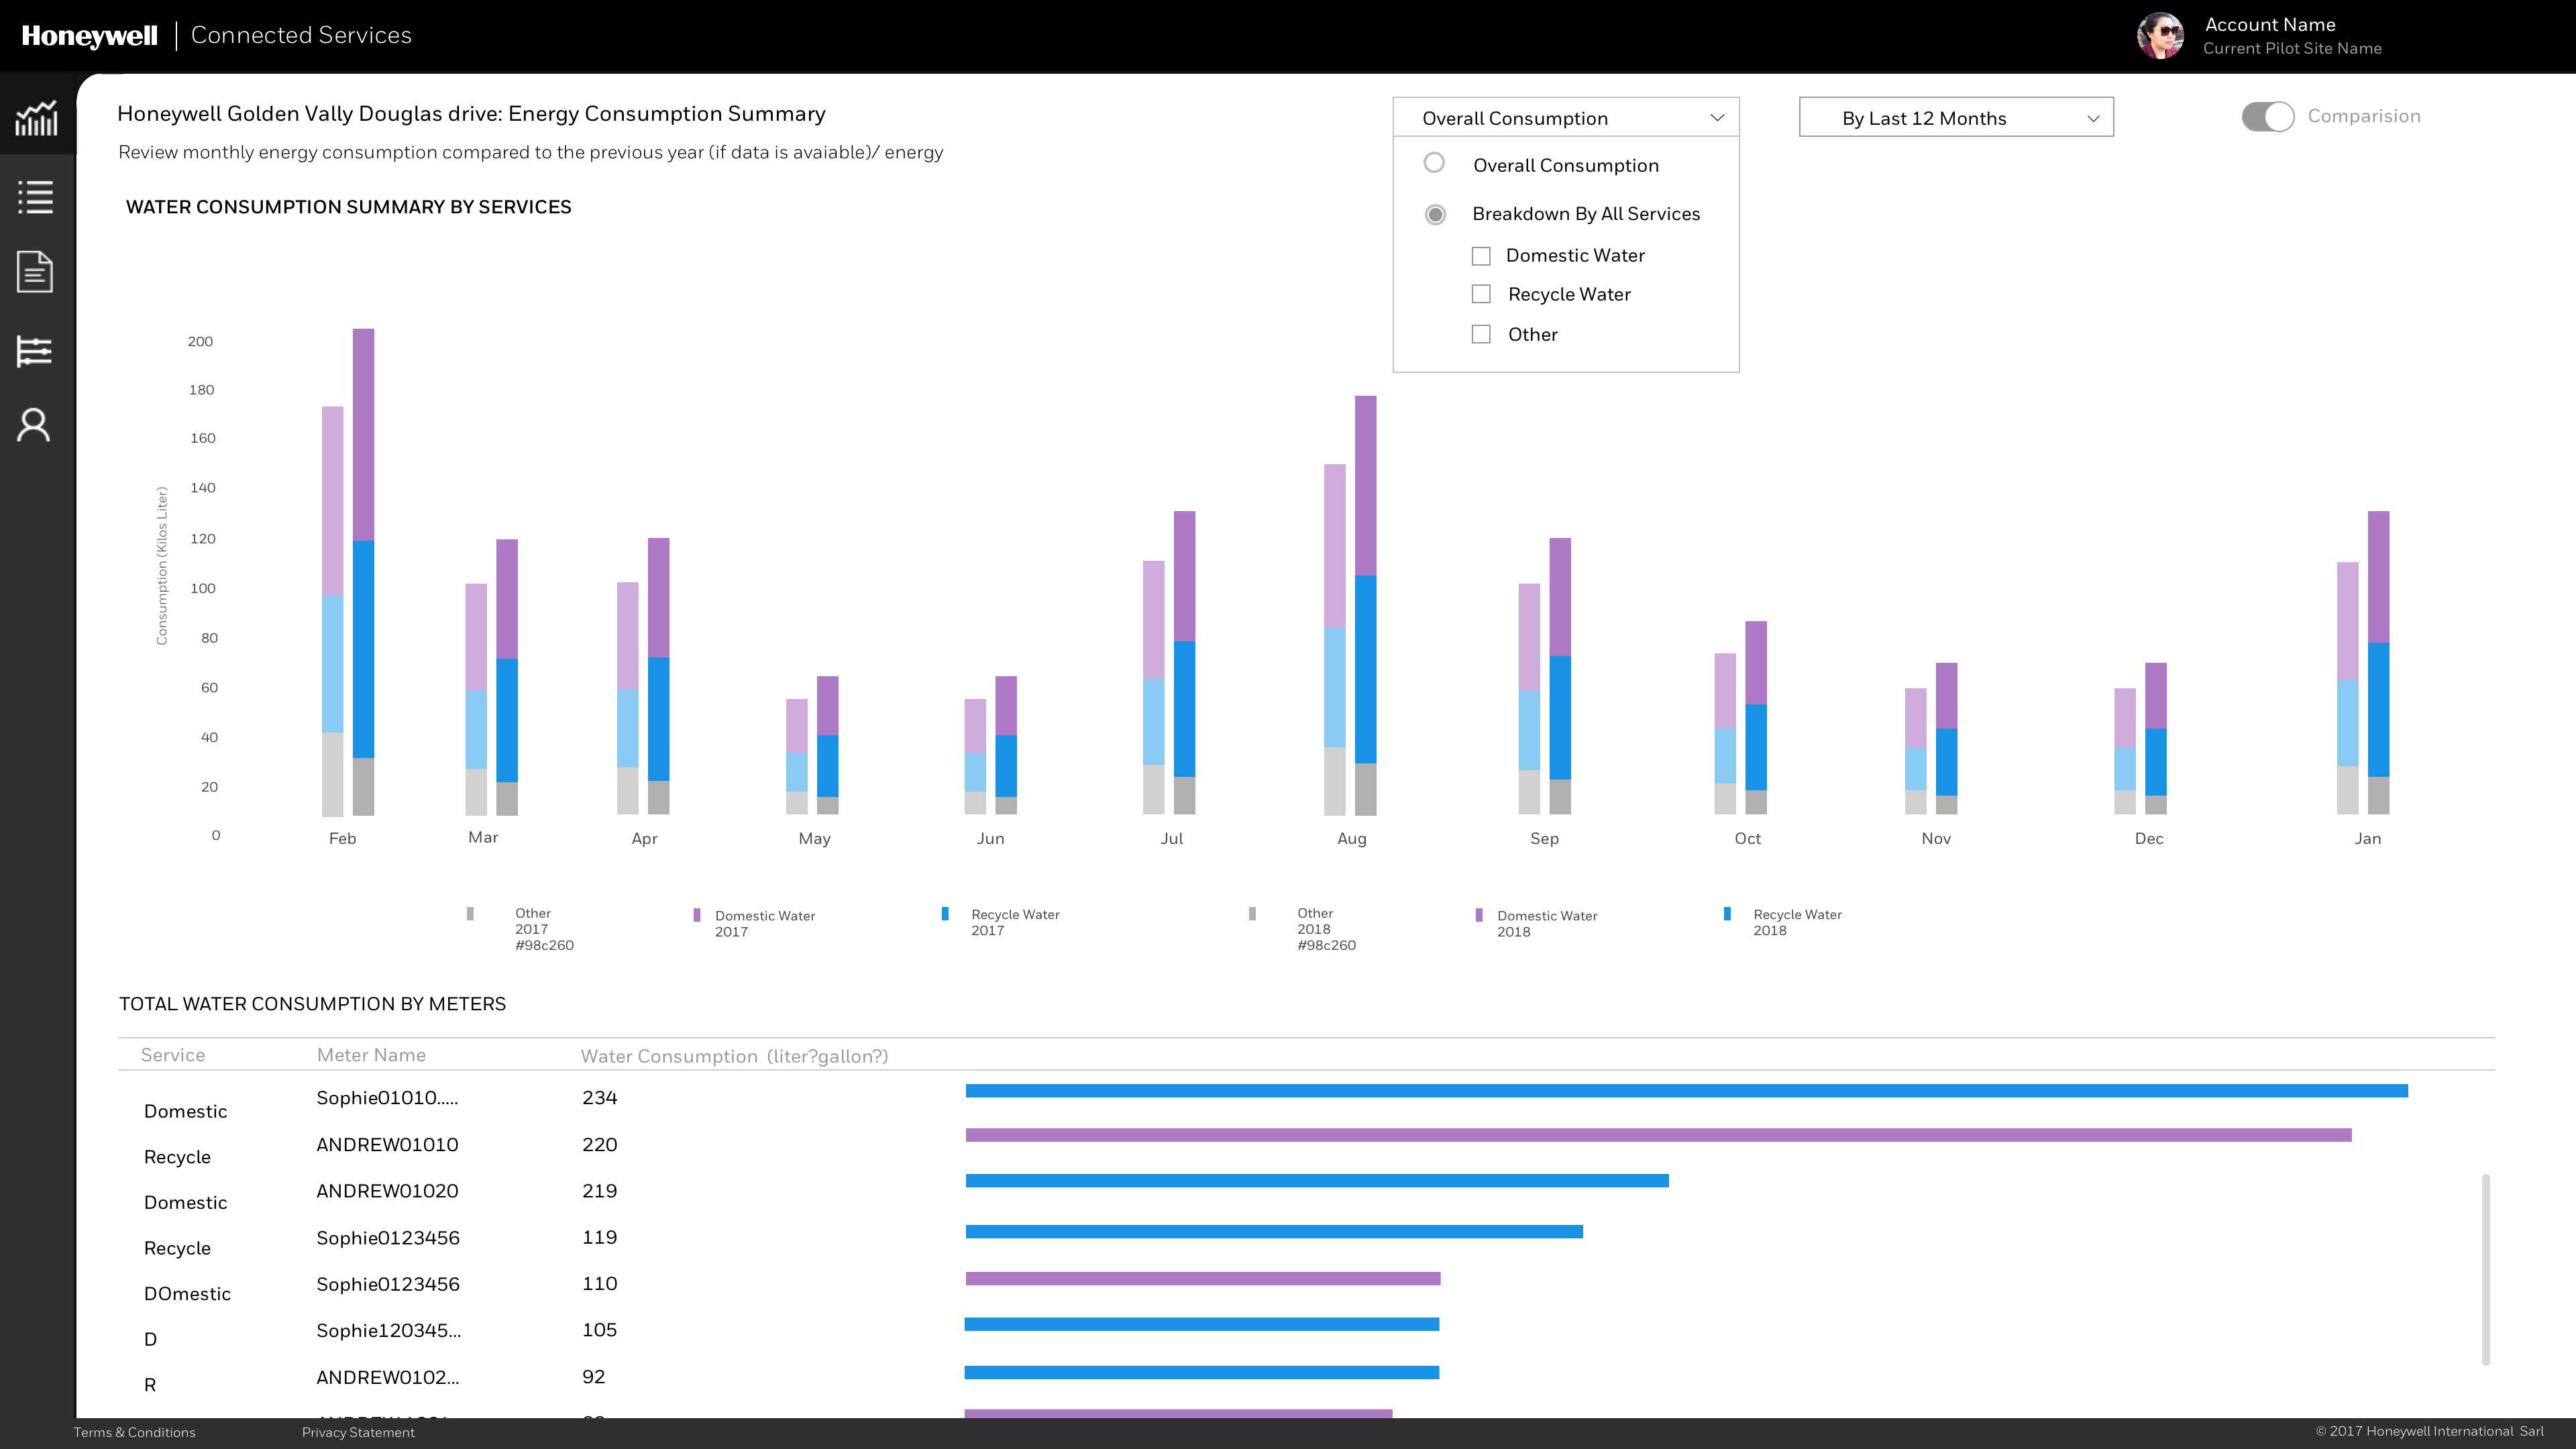 Honeywell | Connected Services
Account Name
Current Pilot Site Name
Honeywell Golden Vally Douglas drive: Energy Consumption Summary
Review monthly energy consumption compared to the previous year (if data is avaiable)/ energy
Overall Consumption
By Last 12 Months
Comparision
Overall Consumption
Breakdown By All Services
Domestic Water
Recycle Water
Other
WATER CONSUMPTION SUMMARY BY SERVICES
Consumption (Kilos Liter)
200
180
160
140
120
100
80
60
40
20
0
Feb Mar Apr May Jun Jul Aug Sep Oct Nov Dec Jan
Other
2017
#98c260
Domestic Water
2017
Recycle Water
2017
Other
2018
#98c260
Domestic Water
2018
Recycle Water
2018
TOTAL WATER CONSUMPTION BY METERS
Service Meter Name Water Consumption (liter?gallon?)
Domestic Sophie01010..... 234
Recycle ANDREW01010 220
Domestic ANDREW01020 219
Recycle Sophie0123456 119
DOmestic Sophie0123456 110
D Sophie120345... 105
R ANDREW0102... 92
Terms & Conditions
Privacy Statement
© 2017 Honeywell International Sarl